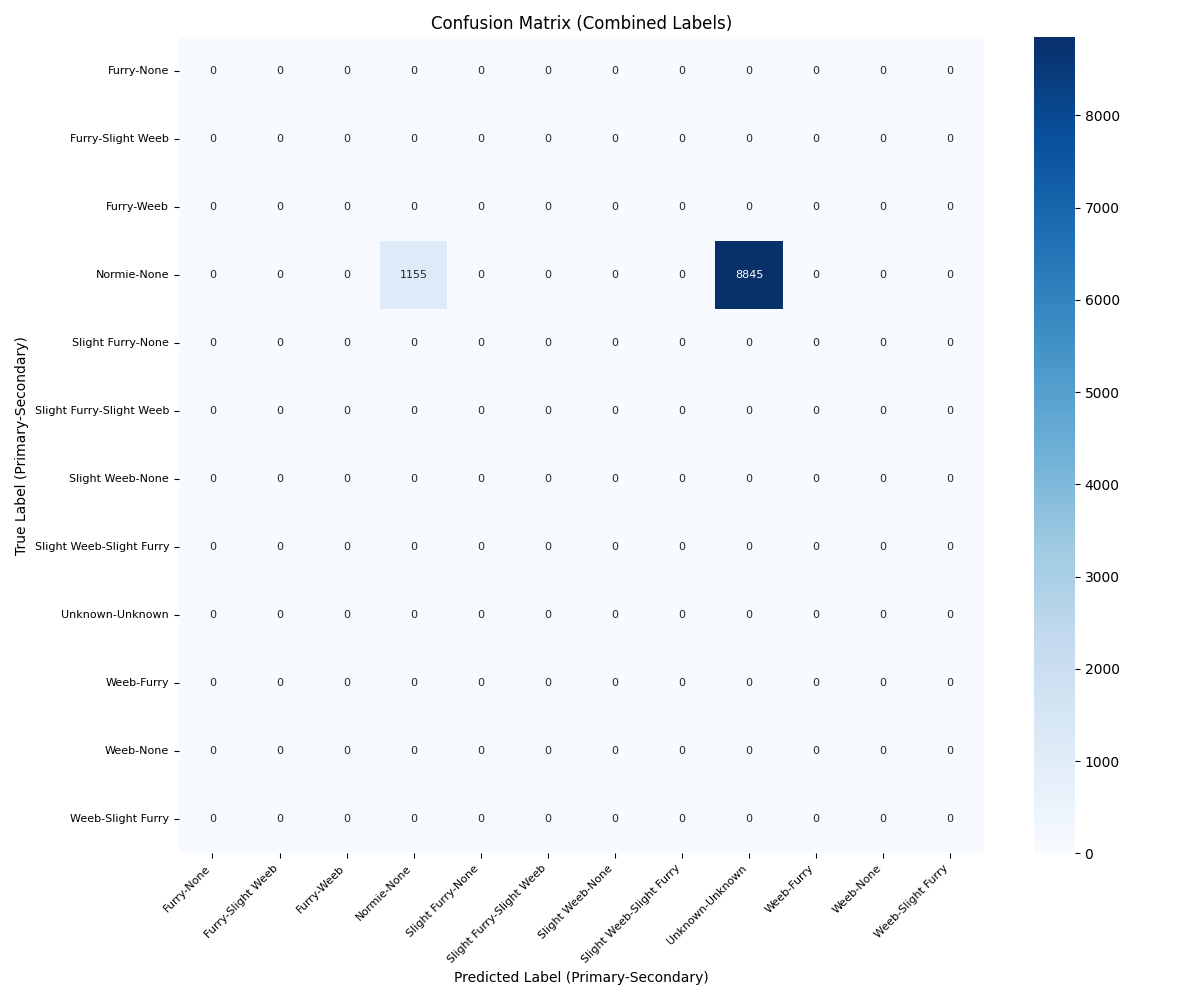 Confusion Matrix (Combined Labels)
True Label (Primary-Secondary)
Furry-None 0 0 0 0 0 0 0 0 0 0 0 0
Furry-Slight Weeb 0 0 0 0 0 0 0 0 0 0 0 0
Furry-Weeb 0 0 0 0 0 0 0 0 0 0 0 0
Normie-None 0 0 0 1155 0 0 0 0 8845 0 0 0
Slight Furry-None 0 0 0 0 0 0 0 0 0 0 0 0
Slight Furry-Slight Weeb 0 0 0 0 0 0 0 0 0 0 0 0
Slight Weeb-None 0 0 0 0 0 0 0 0 0 0 0 0
Slight Weeb-Slight Furry 0 0 0 0 0 0 0 0 0 0 0 0
Unknown-Unknown 0 0 0 0 0 0 0 0 0 0 0 0
Weeb-Furry 0 0 0 0 0 0 0 0 0 0 0 0
Weeb-None 0 0 0 0 0 0 0 0 0 0 0 0
Weeb-Slight Furry 0 0 0 0 0 0 0 0 0 0 0 0
Furry-None
Furry-Slight Weeb
Furry-Weeb
Normie-None
Slight Furry-None
Slight Furry-Slight Weeb
Slight Weeb-None
Slight Weeb-Slight Furry
Unknown-Unknown
Weeb-Furry
Weeb-None
Weeb-Slight Furry
Predicted Label (Primary-Secondary)
8000
7000
6000
5000
4000
3000
2000
1000
0